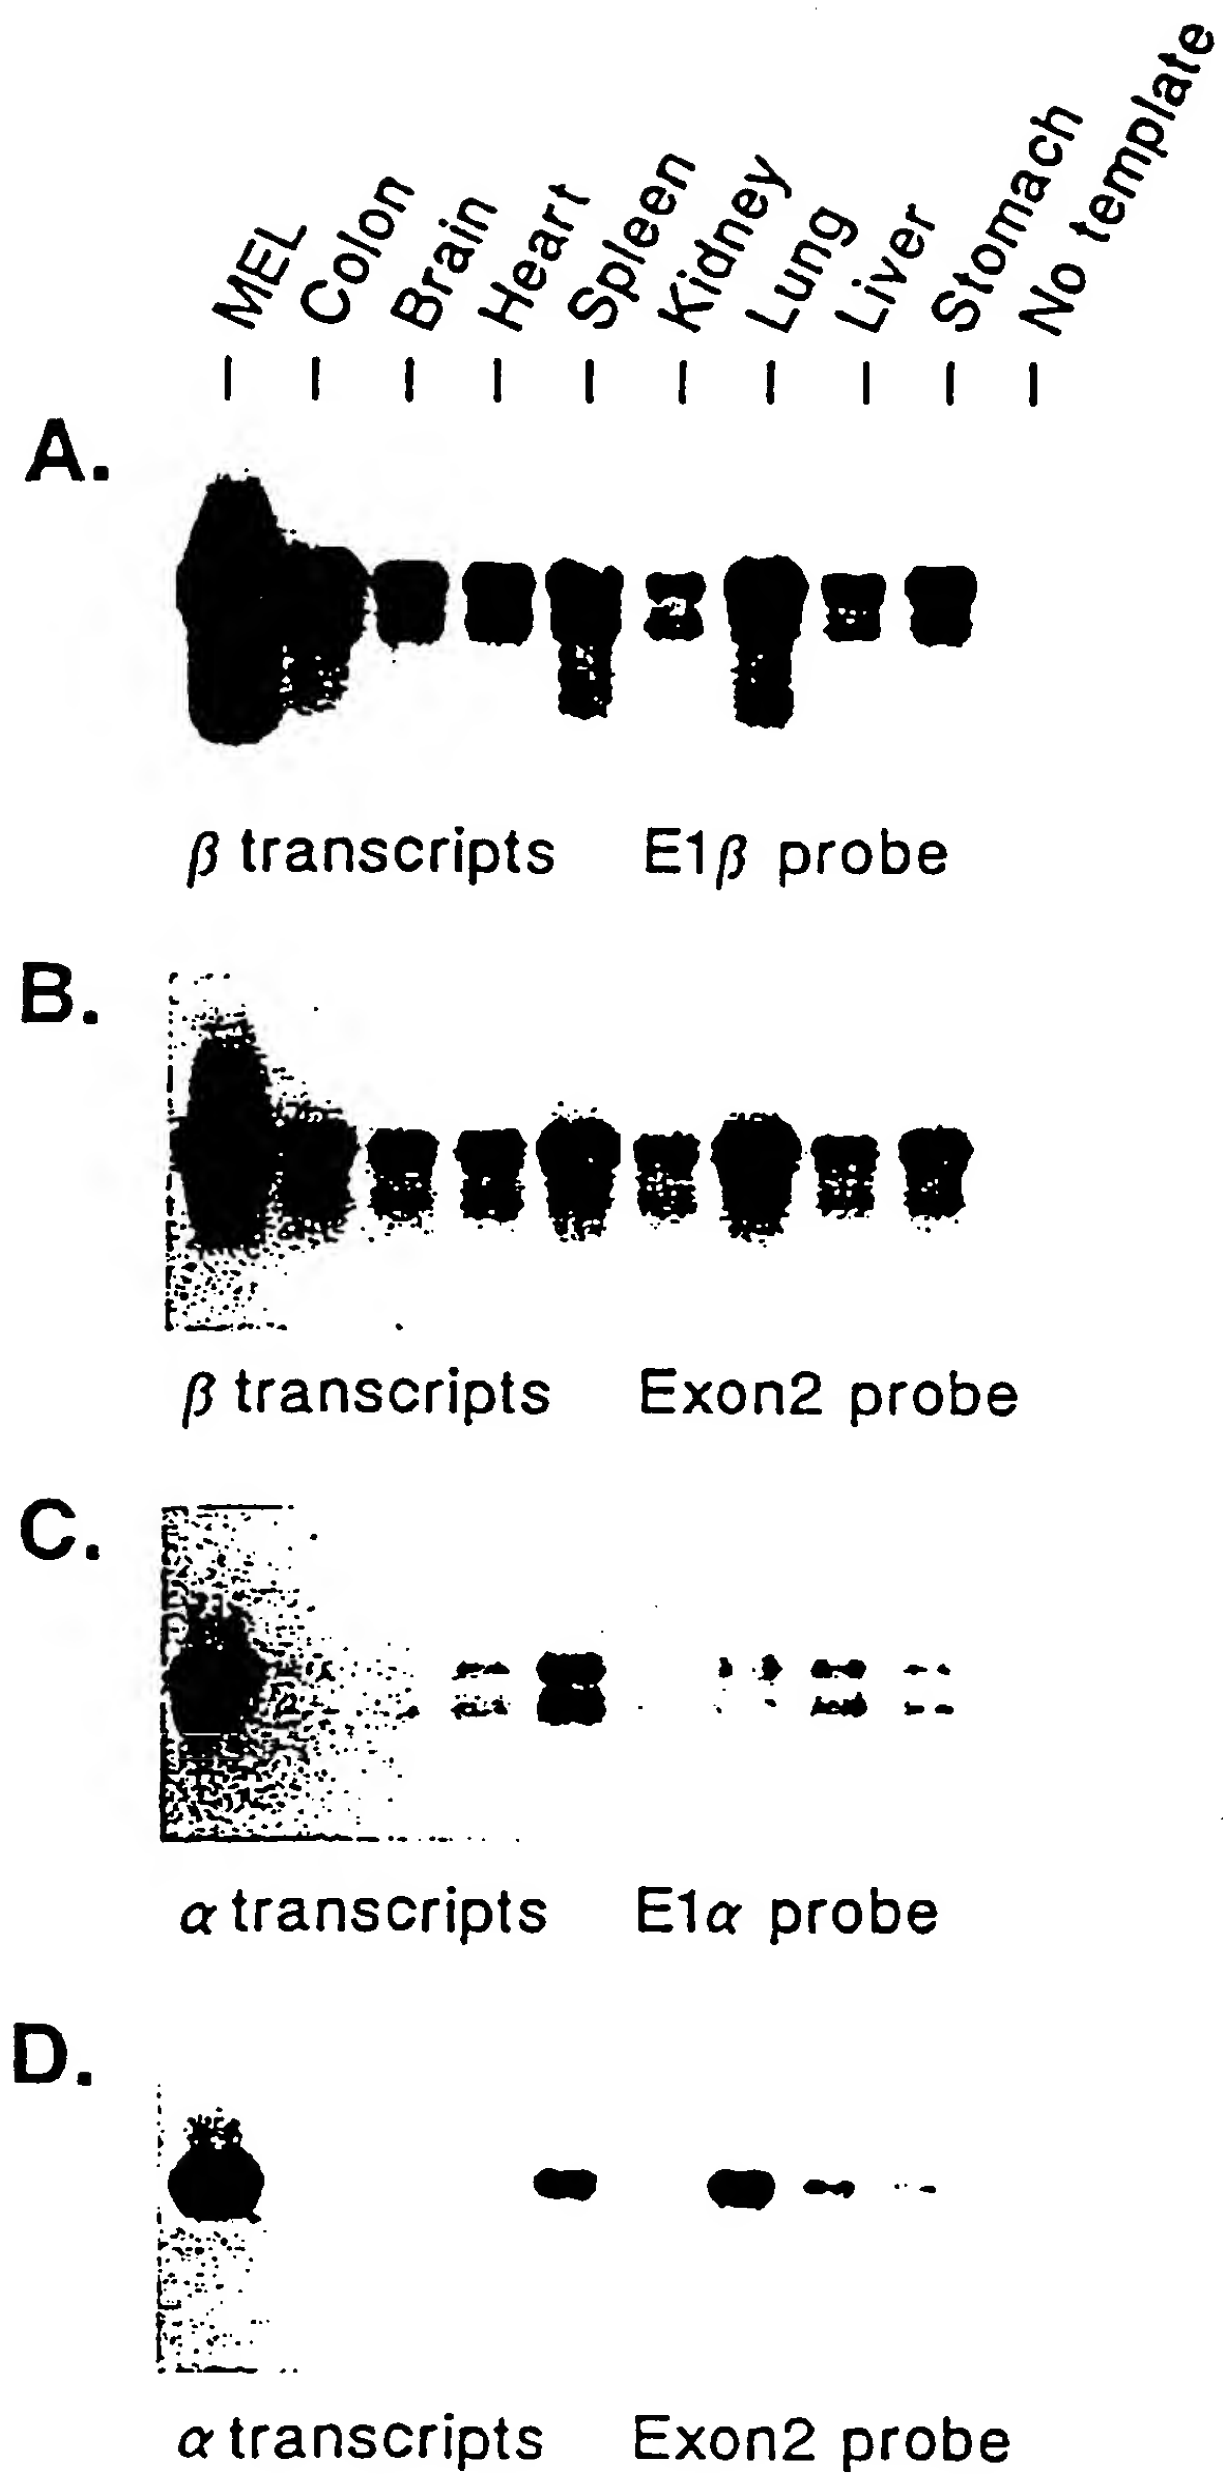 MEL
Colon
Brain
Heart
Spleen
Kidney
Lung
Liver
Stomach
No template
A.
β transcripts E1β probe
B.
β transcripts Exon2 probe
C.
α transcripts E1α probe
D.
α transcripts Exon2 probe